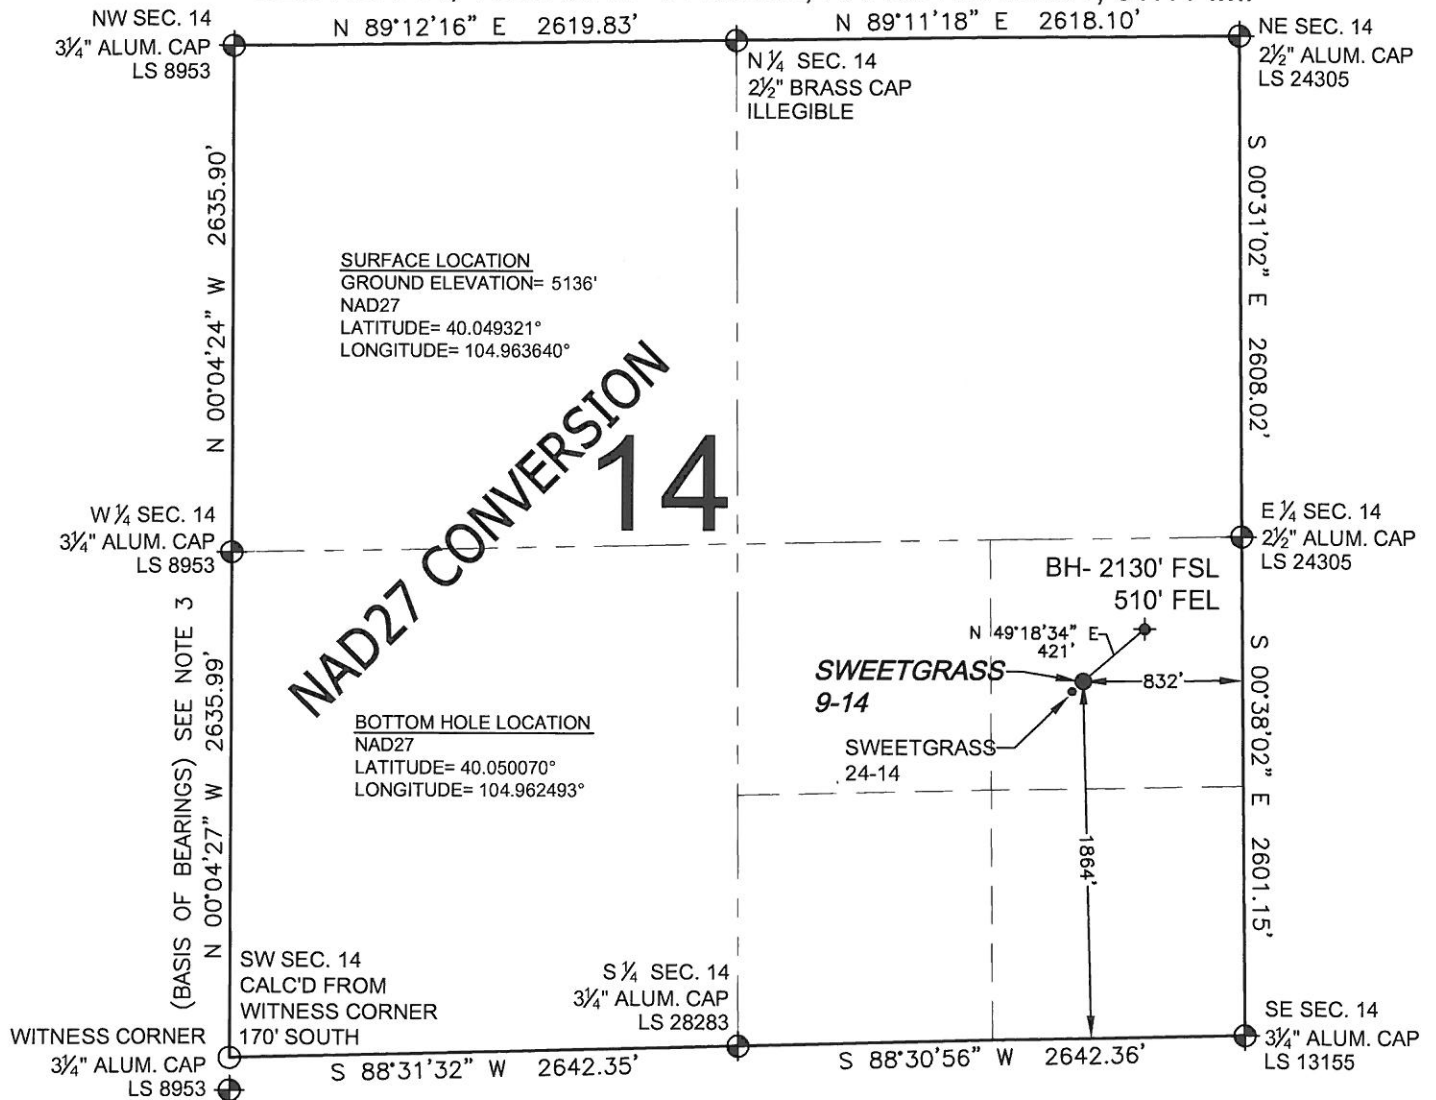 NW SEC. 14
3¼" ALUM. CAP
LS 8953
N 89°12'16" E 2619.83'
N 89°11'18" E 2618.10'
NE SEC. 14
2½" ALUM. CAP
LS 24305
N ¼ SEC. 14
2½" BRASS CAP
ILLEGIBLE
N 00°04'24" W 2635.90'
S 00°31'02" E 2608.02'
SURFACE LOCATION
GROUND ELEVATION= 5136'
NAD27
LATITUDE= 40.049321°
LONGITUDE= 104.963640°
NAD27 CONVERSION
14
W ¼ SEC. 14
3¼" ALUM. CAP
LS 8953
E ¼ SEC. 14
2½" ALUM. CAP
LS 24305
BH- 2130' FSL
510' FEL
N 49°18'34" E
421'
SWEETGRASS
9-14
832'
SWEETGRASS
24-14
1864'
S 00°38'02" E 2601.15'
BOTTOM HOLE LOCATION
NAD27
LATITUDE= 40.050070°
LONGITUDE= 104.962493°
(BASIS OF BEARINGS) SEE NOTE 3
N 00°04'27" W 2635.99'
SW SEC. 14
CALC'D FROM
WITNESS CORNER
170' SOUTH
WITNESS CORNER
3¼" ALUM. CAP
LS 8953
S 88°31'32" W 2642.35'
S ¼ SEC. 14
3¼" ALUM. CAP
LS 28283
S 88°30'56" W 2642.36'
SE SEC. 14
3¼" ALUM. CAP
LS 13155